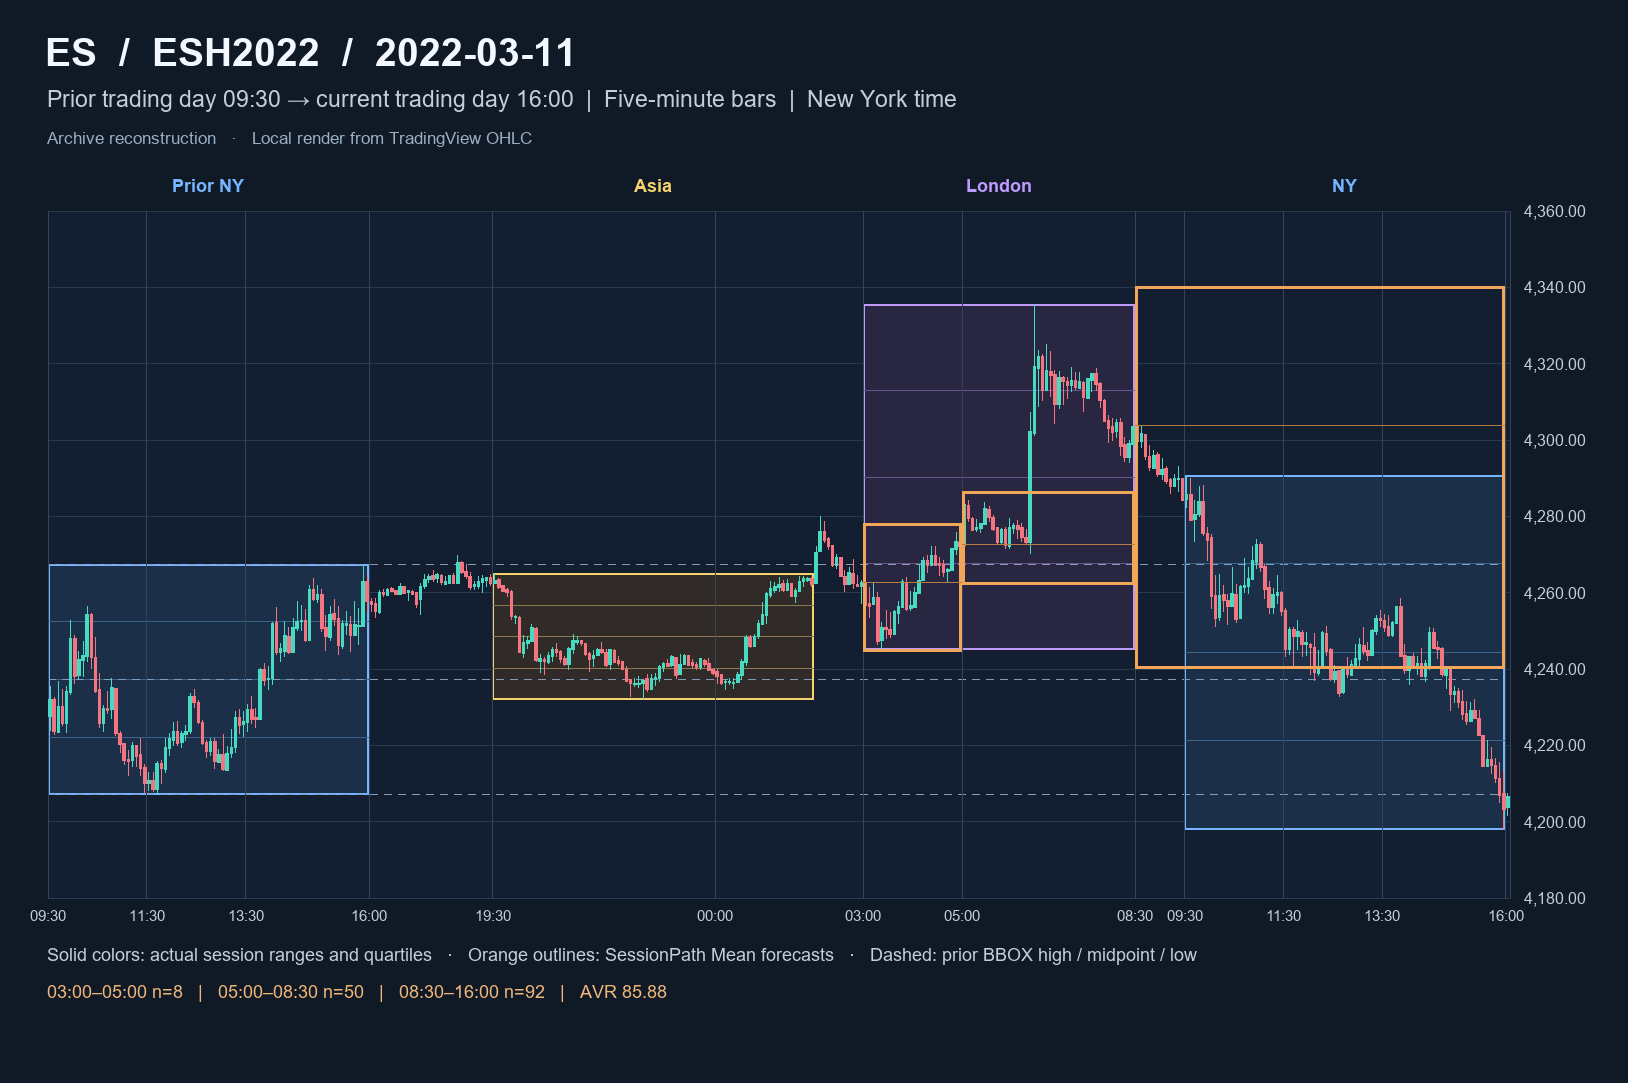 ES / ESH2022 / 2022-03-11
Prior trading day 09:30 → current trading day 16:00 | Five-minute bars | New York time
Archive reconstruction · Local render from TradingView OHLC
Prior NY Asia London NY
4,360.00
4,340.00
4,320.00
4,300.00
4,280.00
4,260.00
4,240.00
4,220.00
4,200.00
4,180.00
09:30 11:30 13:30 16:00 19:30 00:00 03:00 05:00 08:30 09:30 11:30 13:30 16:00
Solid colors: actual session ranges and quartiles · Orange outlines: SessionPath Mean forecasts · Dashed: prior BBOX high / midpoint / low
03:00–05:00 n=8 | 05:00–08:30 n=50 | 08:30–16:00 n=92 | AVR 85.88